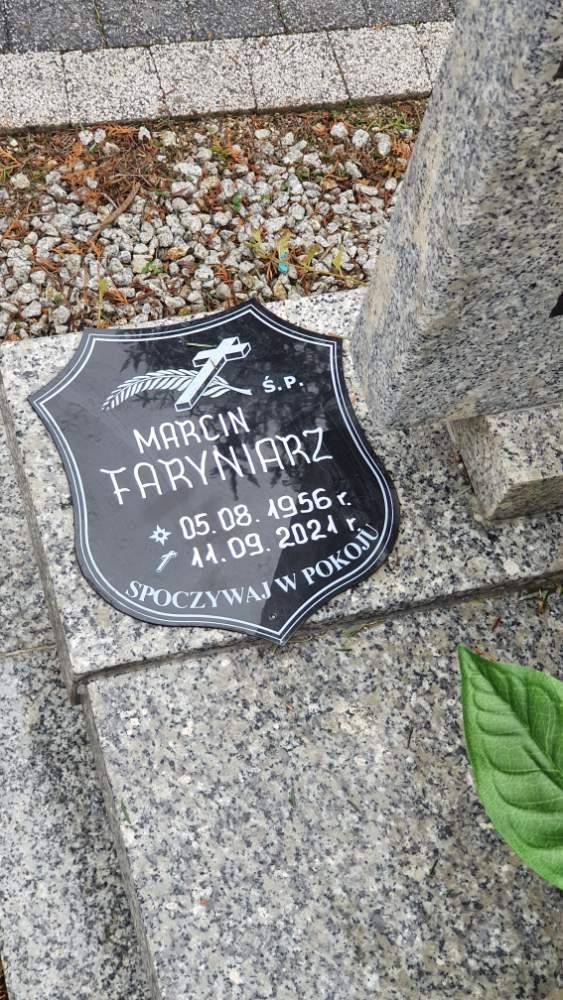 Ś.P.
MARCIN
FARYNIARZ
05.08.1956 r.
11.09.2021 r.
SPOCZYWAJ W POKOJU